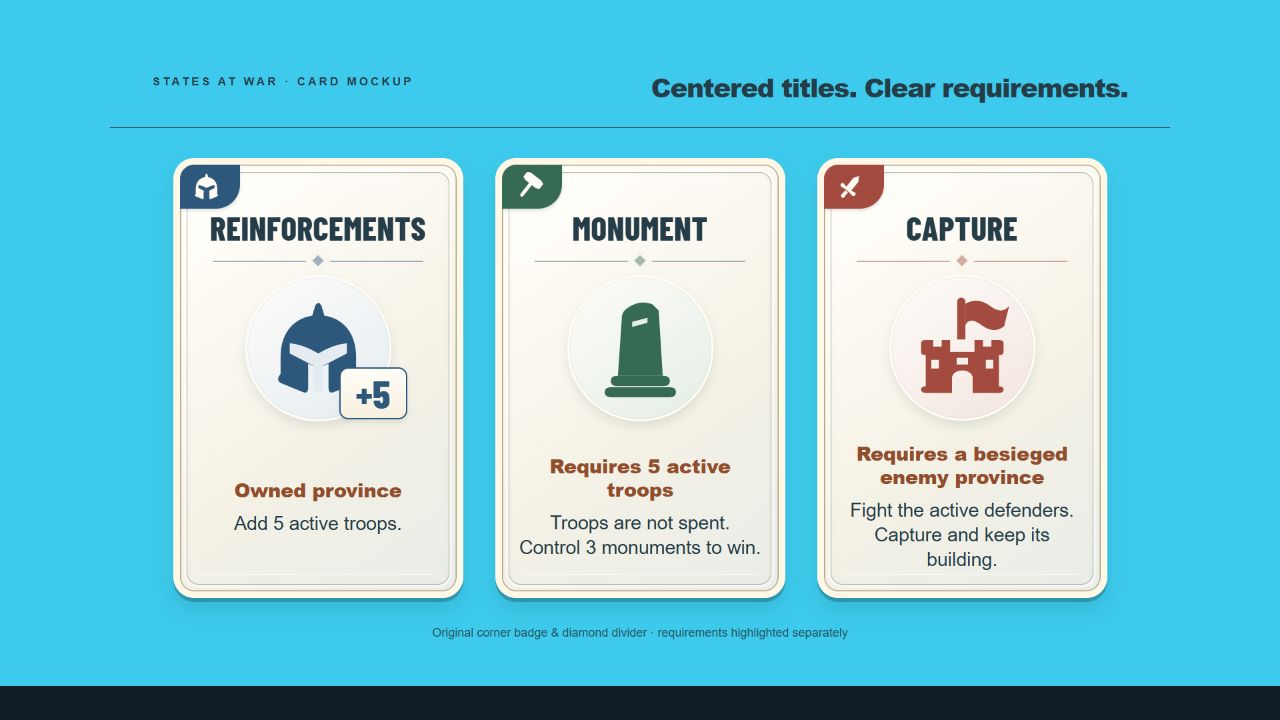 STATES AT WAR · CARD MOCKUP
Centered titles. Clear requirements.
REINFORCEMENTS
+5
Owned province
Add 5 active troops.
MONUMENT
Requires 5 active
troops
Troops are not spent.
Control 3 monuments to win.
CAPTURE
Requires a besieged
enemy province
Fight the active defenders.
Capture and keep its
building.
Original corner badge & diamond divider · requirements highlighted separately